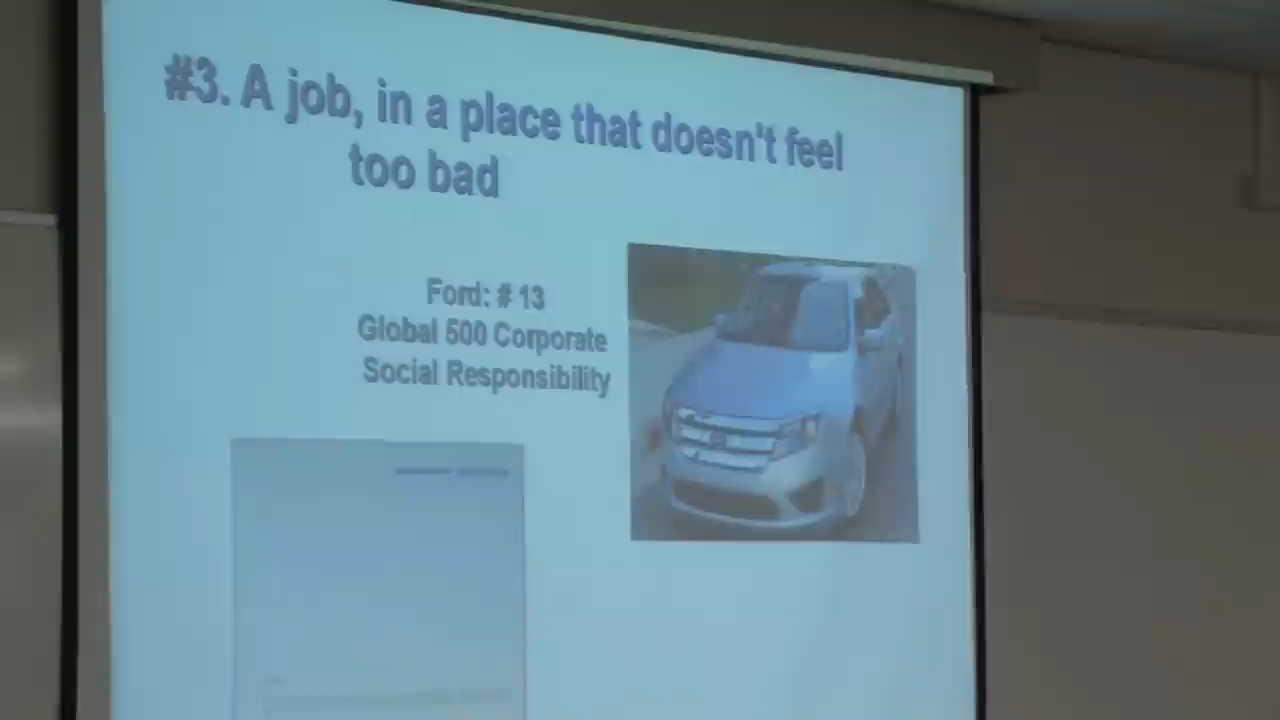 #3. A job, in a place that doesn't feel
too bad
Ford: # 13
Global 500 Corporate
Social Responsibility